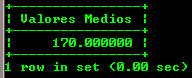 +---------------+
| Valores Medios |
+---------------+
|     170.000000 |
+---------------+
1 row in set (0.00 sec)